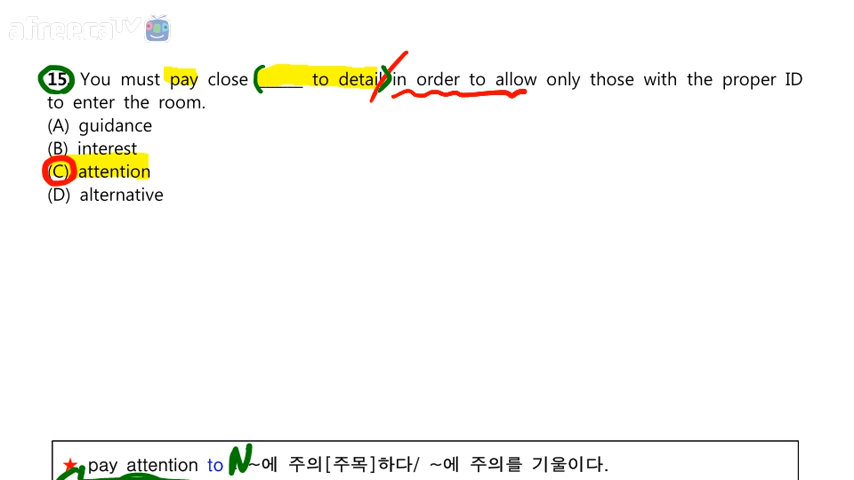 afreecaTV
15. You must pay close _____ to detail in order to allow only those with the proper ID
to enter the room.
(A) guidance
(B) interest
(C) attention
(D) alternative
★ pay attention to N ~에 주의[주목]하다/ ~에 주의를 기울이다.